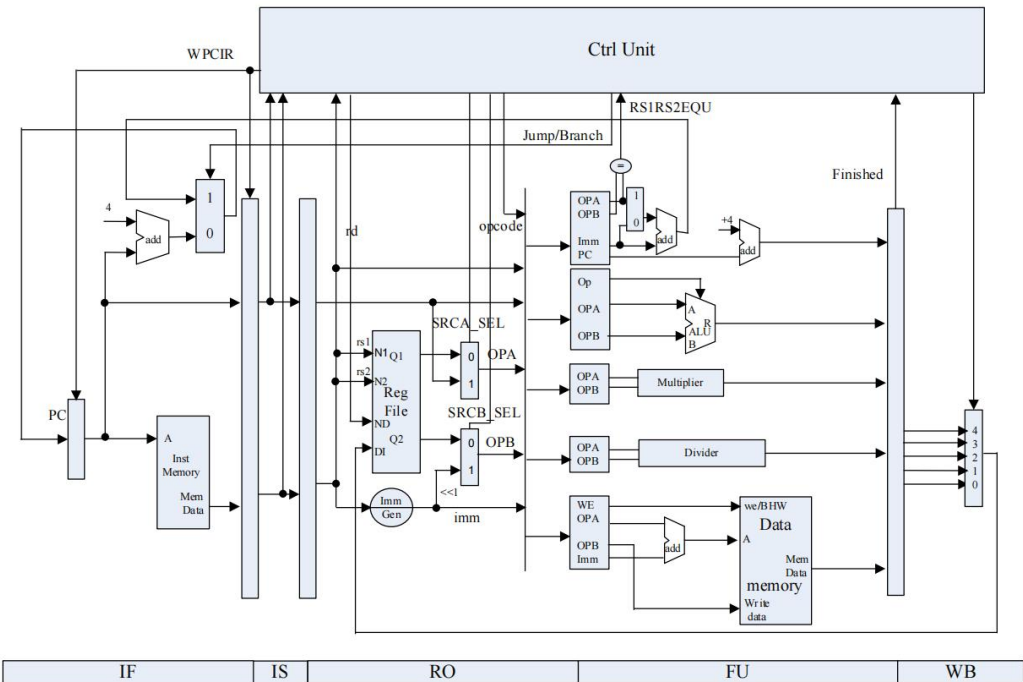 Ctrl Unit
WPCIR
RS1RS2EQU
Jump/Branch
Finished
4
add
1
0
rd
opcode
OPA
OPB
Imm
PC
1
0
add
+4
add
Op
OPA
OPB
A
R
ALU
B
SRCA_SEL
rs1
N1
Q1
rs2
N2
Reg
File
ND
Q2
DI
0
1
OPA
SRCB_SEL
0
1
OPB
<<1
Imm
Gen
imm
OPA
OPB
Multiplier
OPA
OPB
Divider
WE
OPA
OPB
Imm
add
we/BHW
Data
A
Mem
Data
memory
Write
data
PC
A
Inst
Memory
Mem
Data
4
3
2
1
0
IF IS RO FU WB